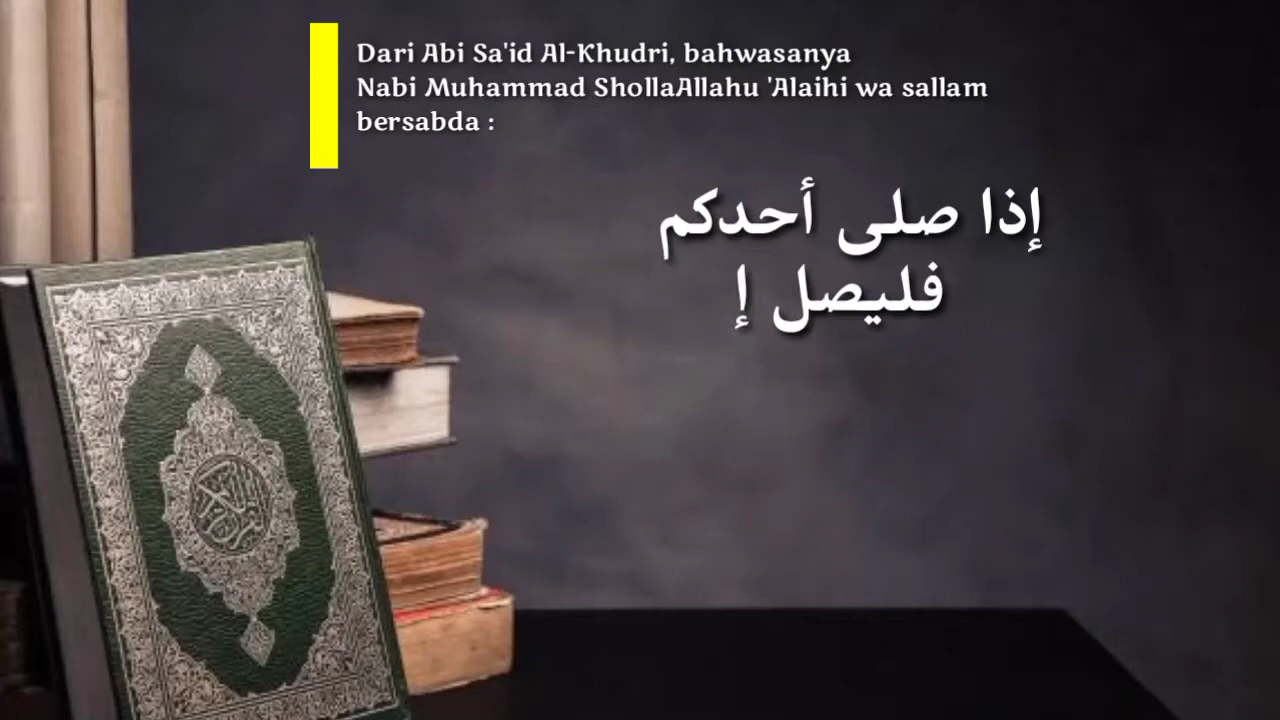 Dari Abi Sa'id Al-Khudri, bahwasanya
Nabi Muhammad ShollaAllahu 'Alaihi wa sallam
bersabda :
إذا صلى أحدكم
فليصل إ